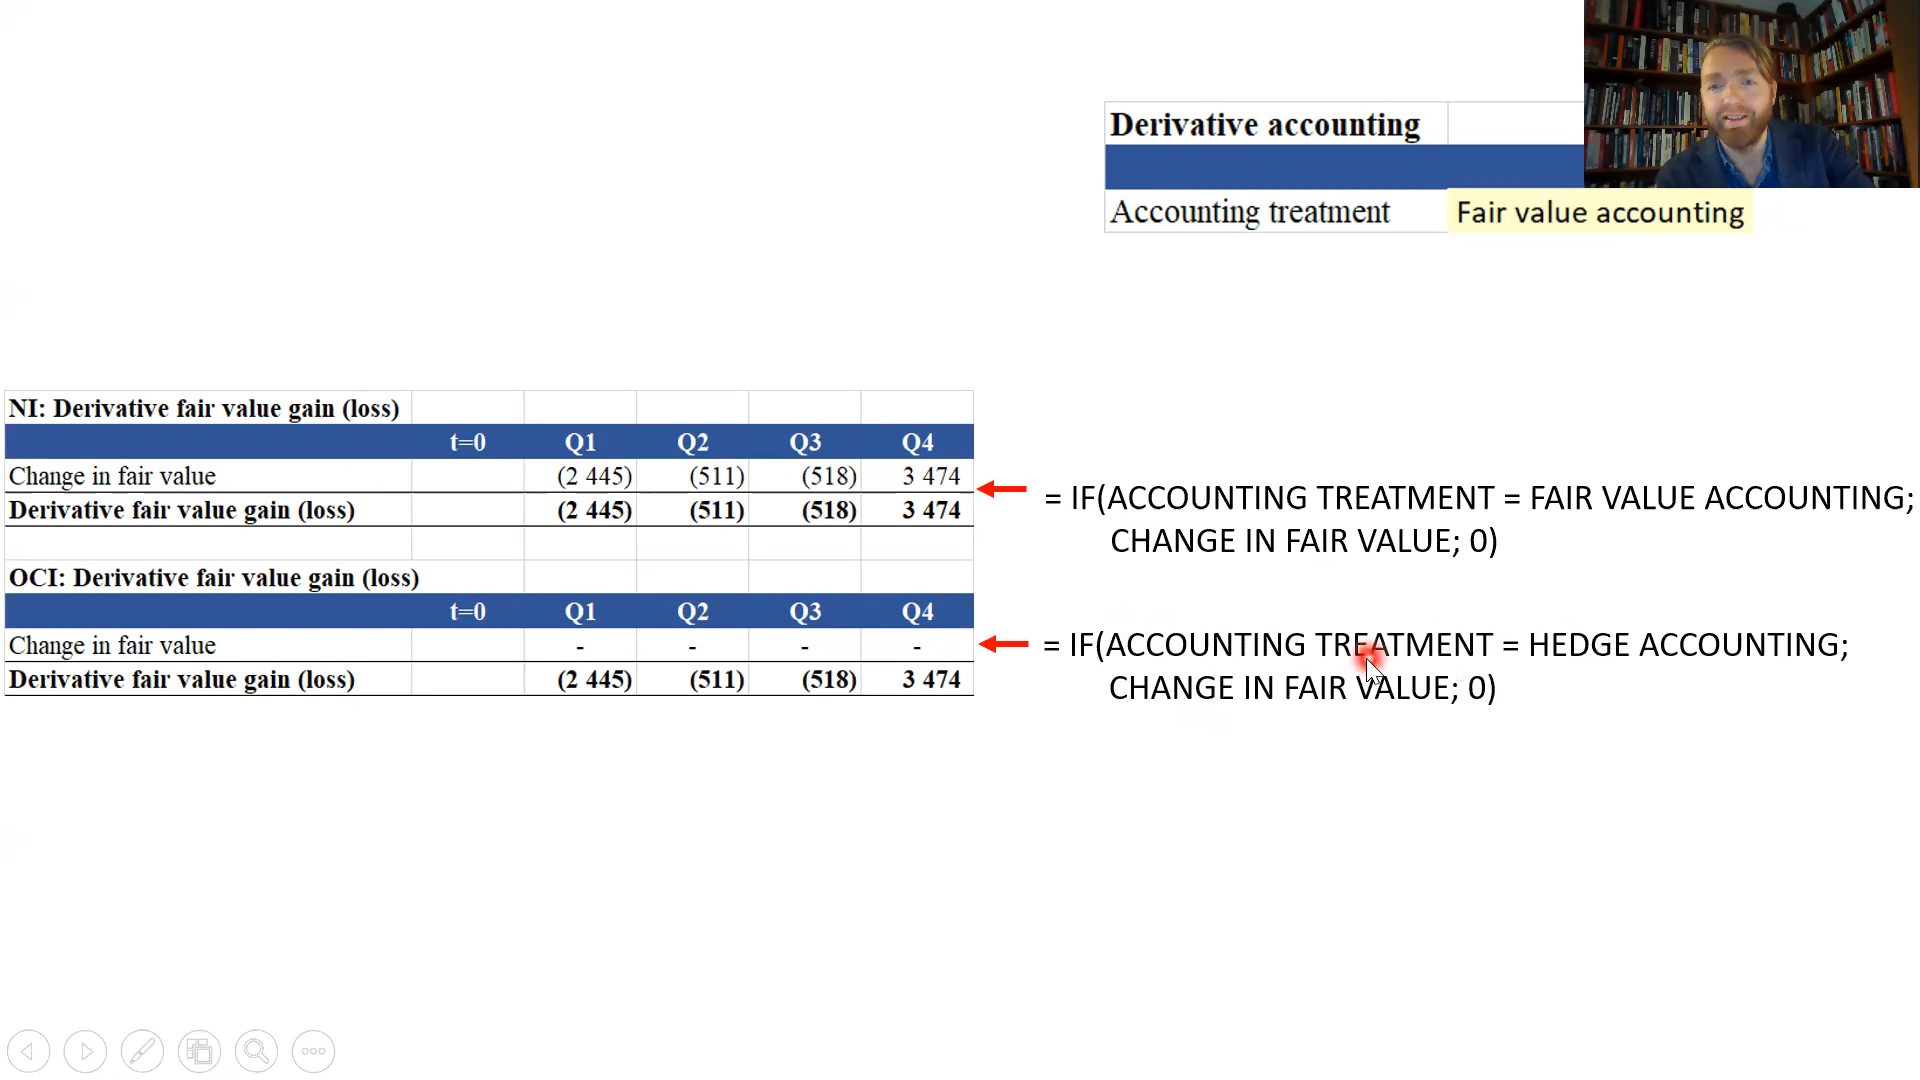 Derivative accounting
Accounting treatment Fair value accounting
NI: Derivative fair value gain (loss)
t=0 Q1 Q2 Q3 Q4
Change in fair value (2 445) (511) (518) 3 474
Derivative fair value gain (loss) (2 445) (511) (518) 3 474
= IF(ACCOUNTING TREATMENT = FAIR VALUE ACCOUNTING;
CHANGE IN FAIR VALUE; 0)
OCI: Derivative fair value gain (loss)
t=0 Q1 Q2 Q3 Q4
Change in fair value - - - -
Derivative fair value gain (loss) (2 445) (511) (518) 3 474
= IF(ACCOUNTING TREATMENT = HEDGE ACCOUNTING;
CHANGE IN FAIR VALUE; 0)